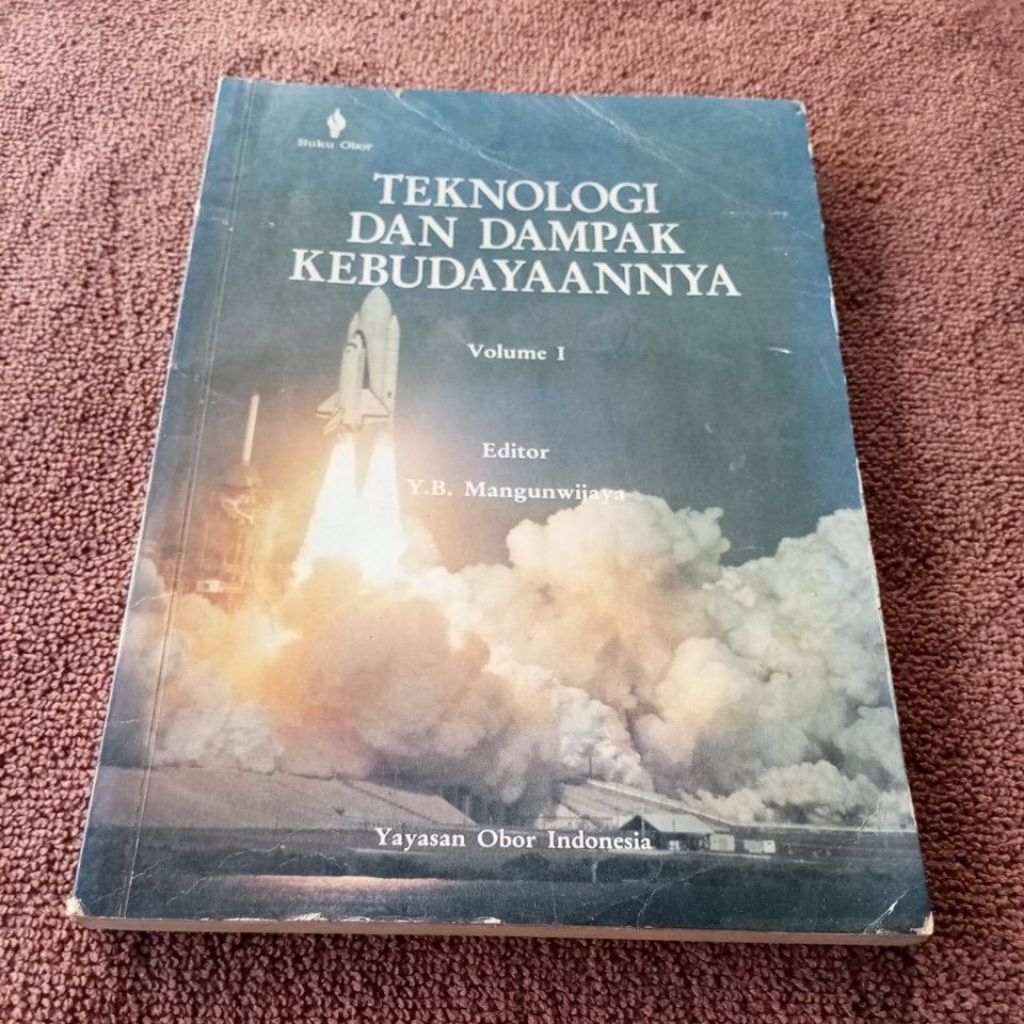 Buku Obor
TEKNOLOGI
DAN DAMPAK
KEBUDAYAANNYA
Volume I
Editor
Y.B. Mangunwijaya
Yayasan Obor Indonesia